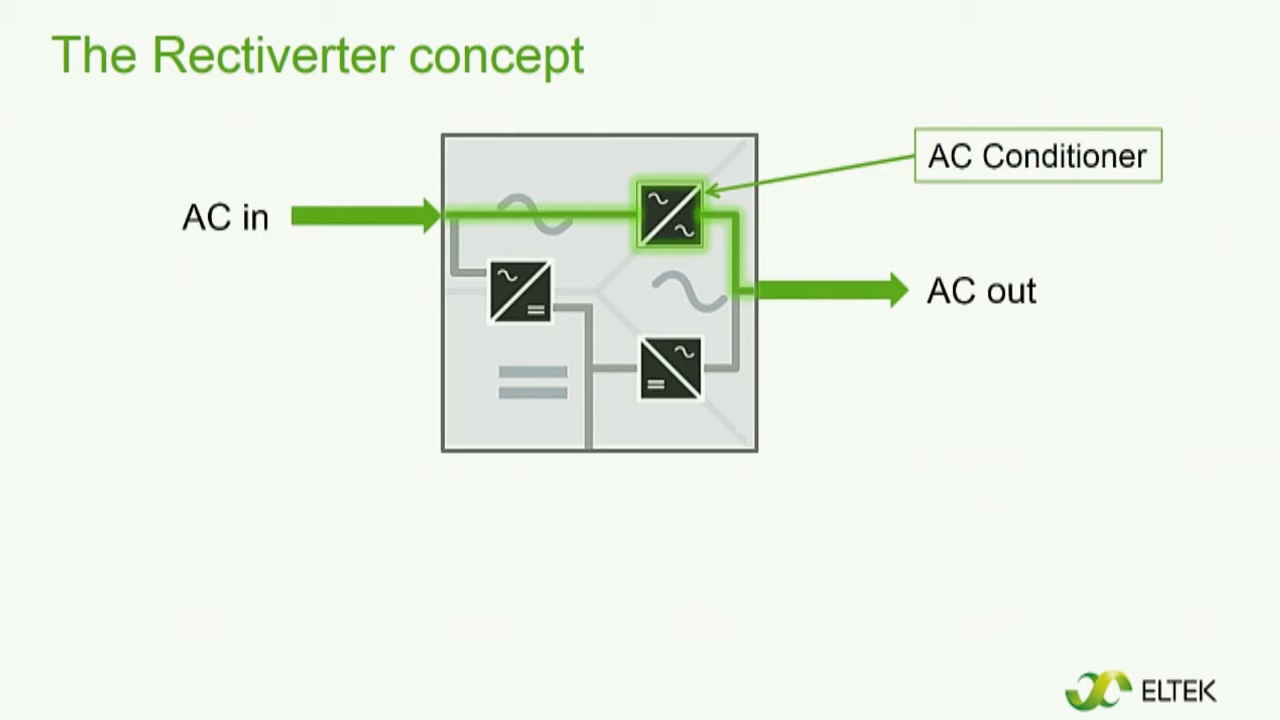 The Rectiverter concept
AC Conditioner
AC in
AC out
ELTEK